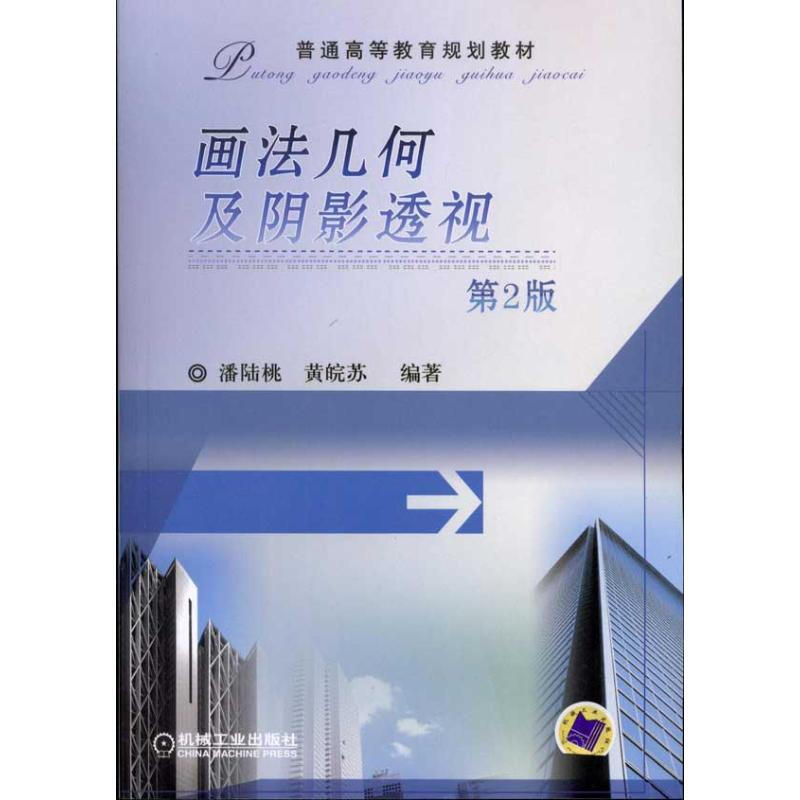 普通高等教育规划教材
Putong gaodeng jiaoyu guihua jiaocai
画法几何
及阴影透视
第2版
◎ 潘陆桃 黄皖苏 编著
机械工业出版社
CHINA MACHINE PRESS